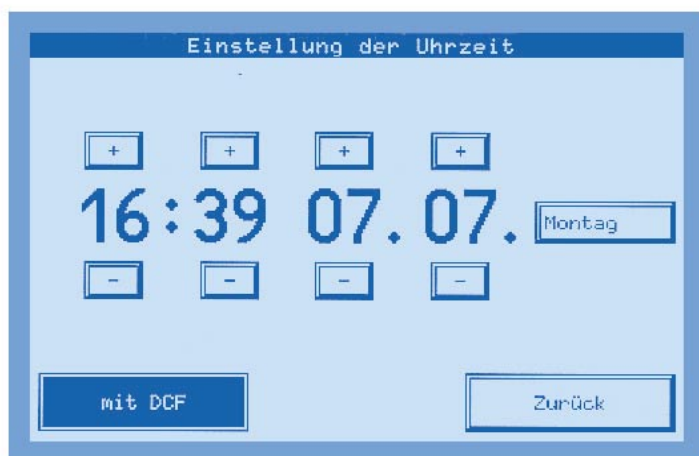 Einstellung der Uhrzeit
+ + + +
16:39 07. 07. Montag
- - - -
mit DCF Zurück